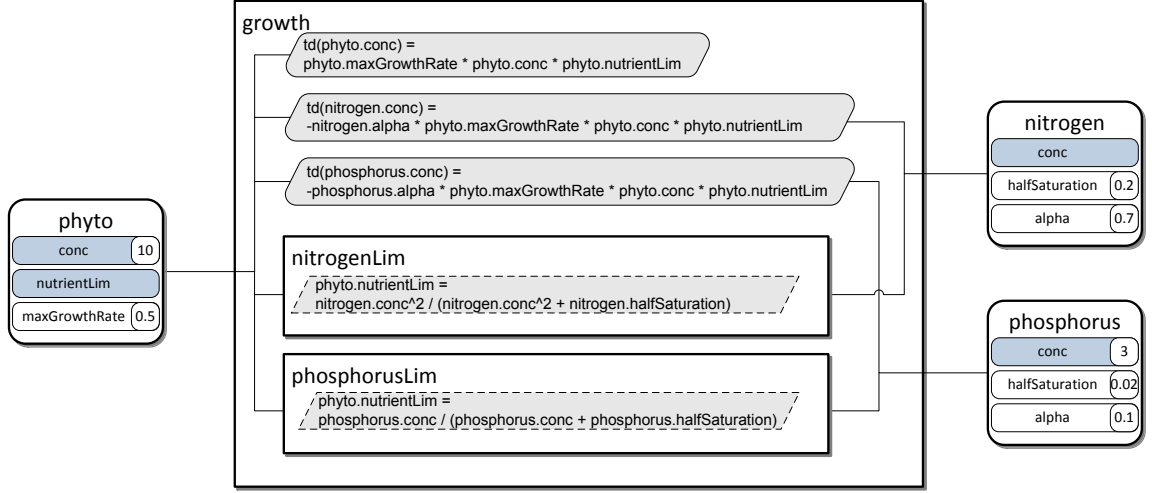 growth
td(phyto.conc) =
phyto.maxGrowthRate * phyto.conc * phyto.nutrientLim
td(nitrogen.conc) =
-nitrogen.alpha * phyto.maxGrowthRate * phyto.conc * phyto.nutrientLim
td(phosphorus.conc) =
-phosphorus.alpha * phyto.maxGrowthRate * phyto.conc * phyto.nutrientLim
nitrogenLim
phyto.nutrientLim =
nitrogen.conc^2 / (nitrogen.conc^2 + nitrogen.halfSaturation)
phosphorusLim
phyto.nutrientLim =
phosphorus.conc / (phosphorus.conc + phosphorus.halfSaturation)
phyto
conc 10
nutrientLim
maxGrowthRate 0.5
nitrogen
conc
halfSaturation 0.2
alpha 0.7
phosphorus
conc 3
halfSaturation 0.02
alpha 0.1